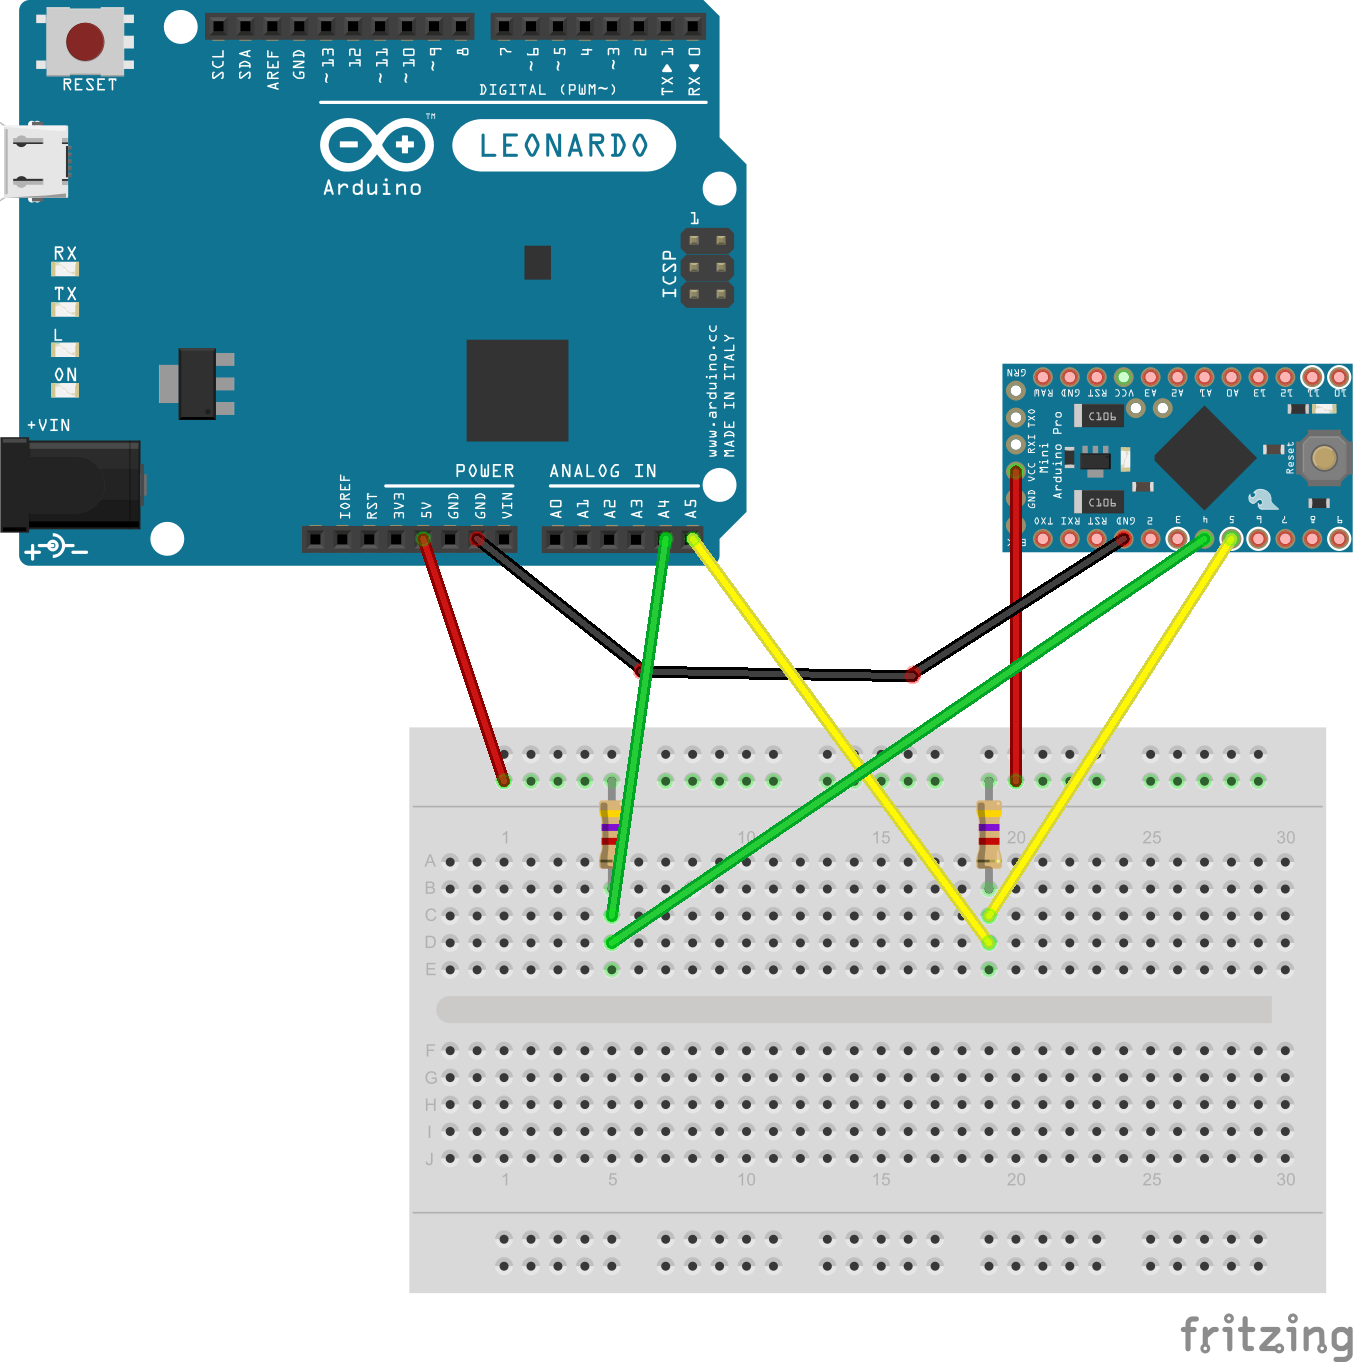 RESET
SCL SDA AREF GND ~13 12 ~11 ~10 ~9 8 7 ~6 ~5 4 ~3 2 TX▶1 RX◀0
DIGITAL (PWM~)
TM
LEONARDO
Arduino
1
ICSP
RX
TX
L
ON
+VIN
www.arduino.cc
MADE IN ITALY
POWER
ANALOG IN
IOREF RST 3V3 5V GND GND VIN A0 A1 A2 A3 A4 A5
+ -
GRN
RAW GND RST VCC A3 A2 A1 A0 13 12 11 10
TXO
RXI
VCC
GND
Arduino Pro
Mini
C106
C106
Reset
TXO RXI RST GND 2 3 4 5 6 7 8 9
1 10 15 20 25 30
A
B
C
D
E
F
G
H
I
J
1 5 10 15 20 25 30
fritzing